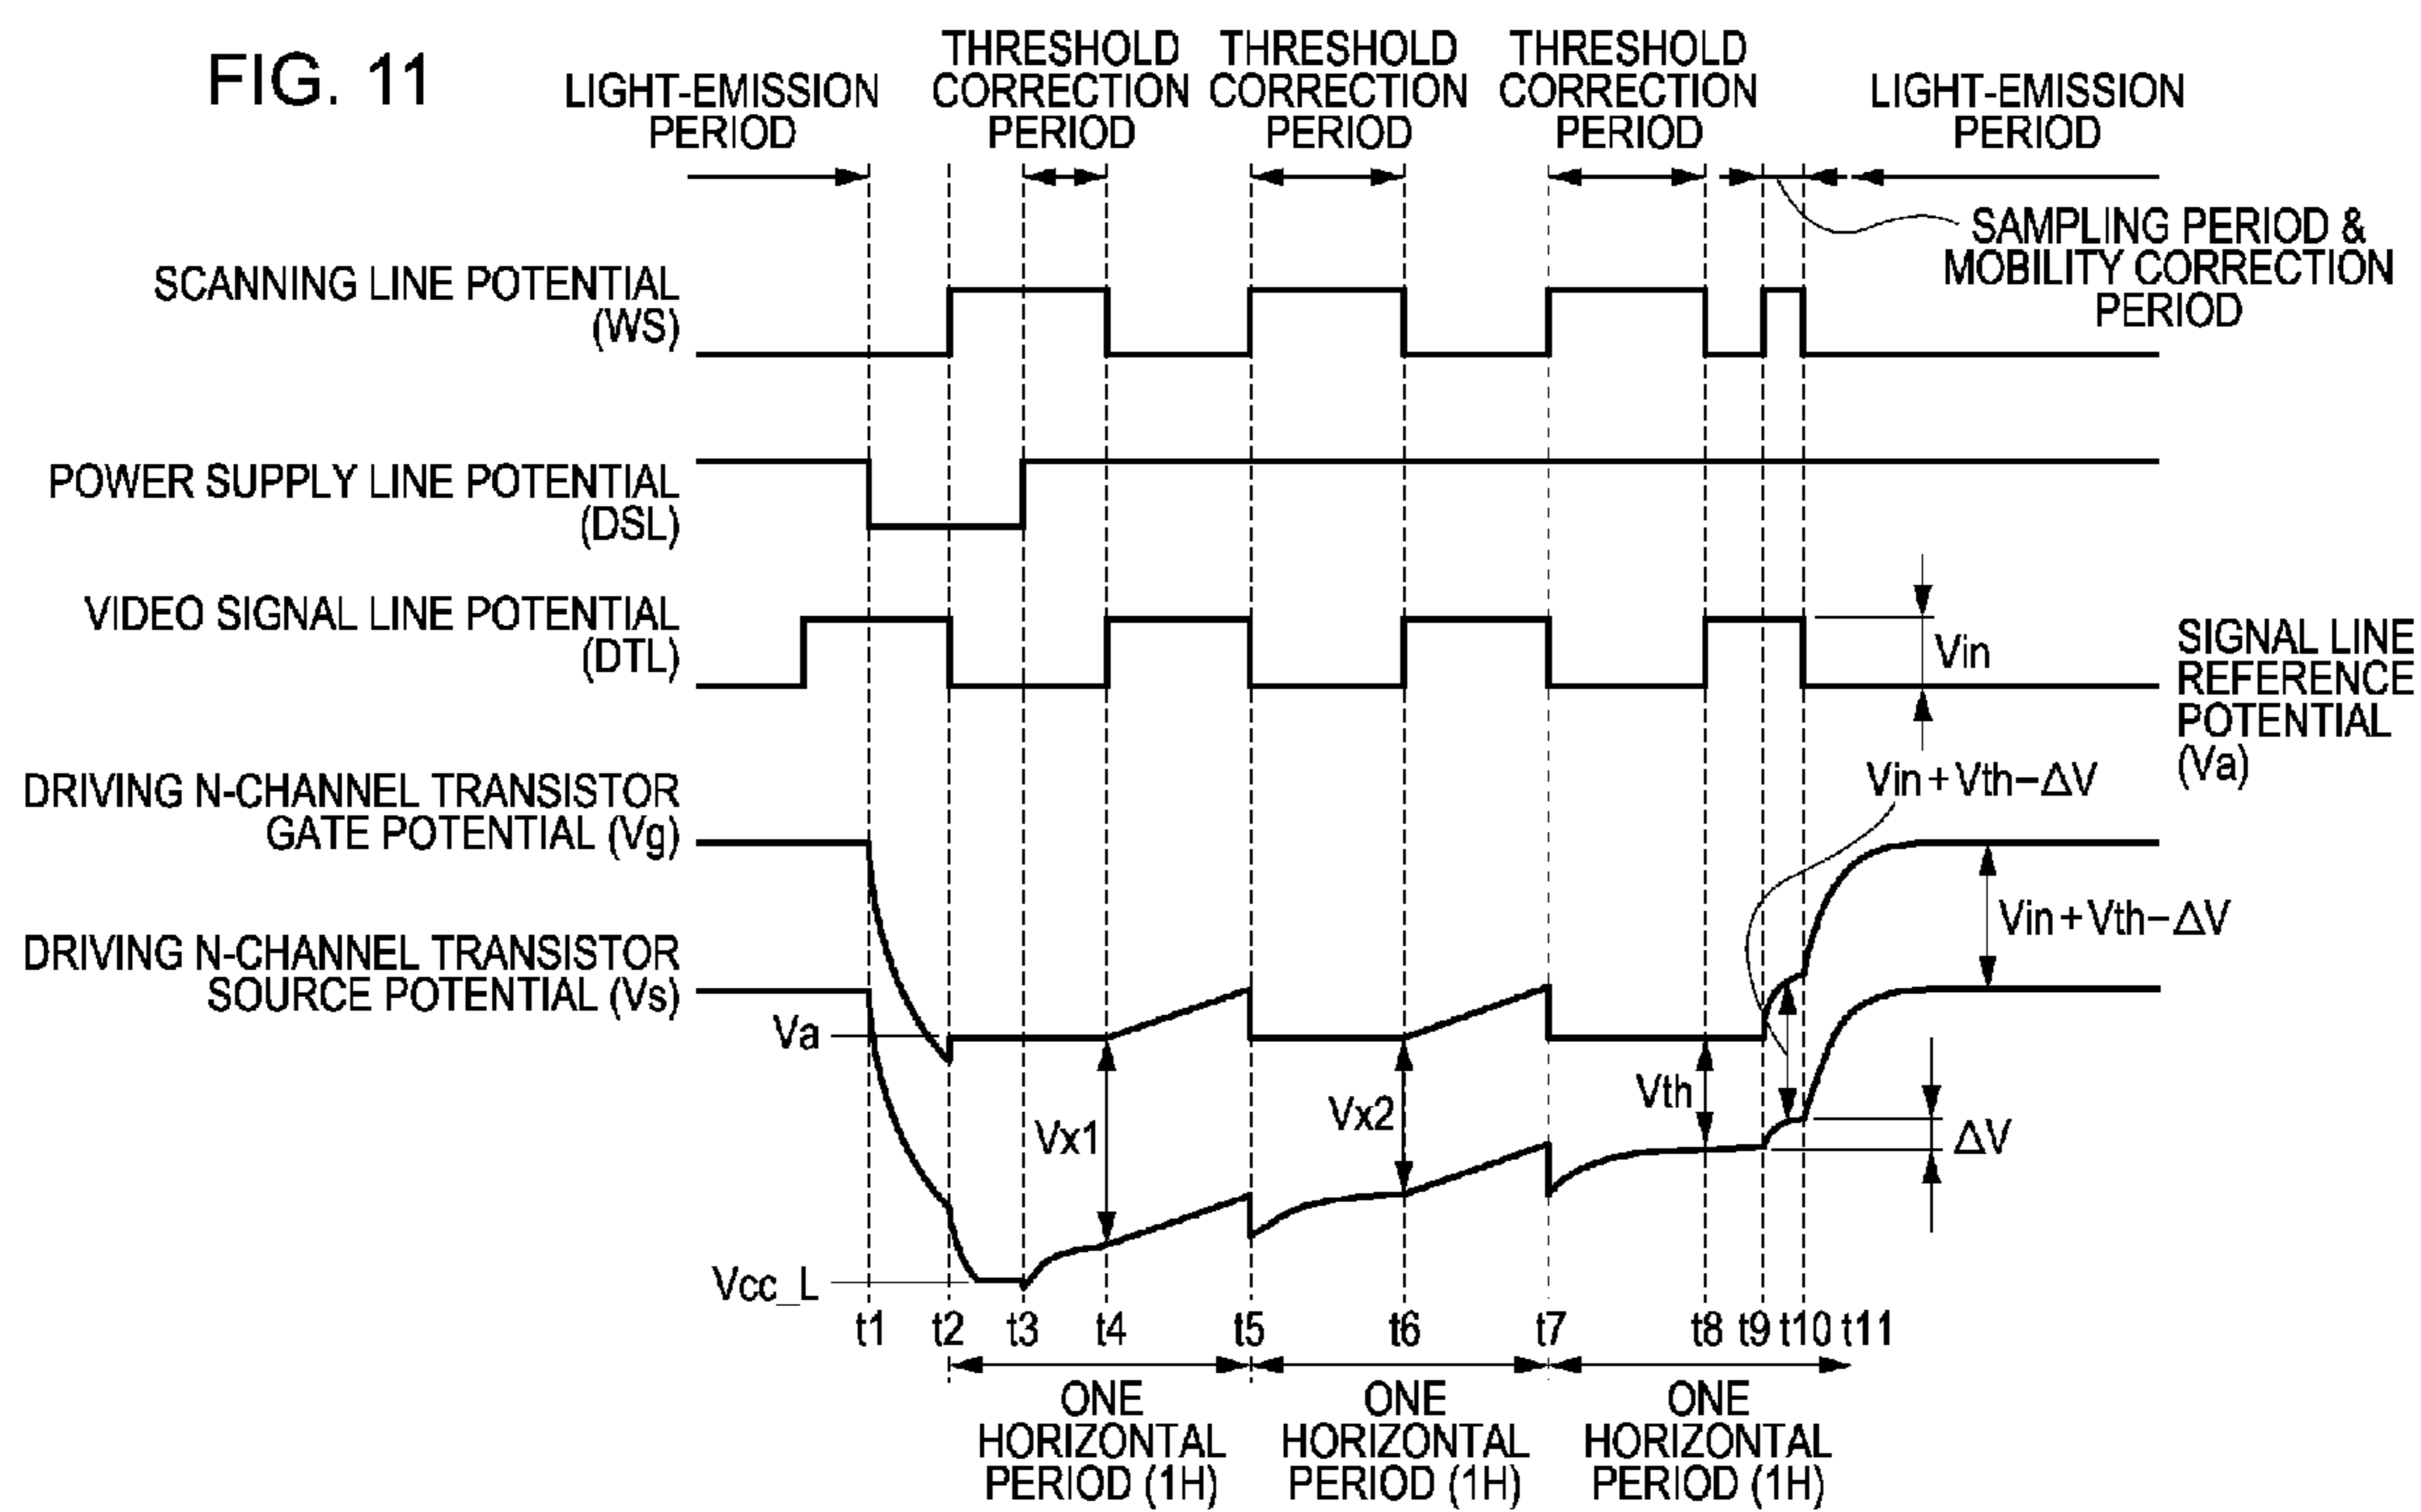 FIG. 11
LIGHT-EMISSION
PERIOD
THRESHOLD
CORRECTION
PERIOD
THRESHOLD
CORRECTION
PERIOD
THRESHOLD
CORRECTION
PERIOD
LIGHT-EMISSION
PERIOD
SAMPLING PERIOD &
MOBILITY CORRECTION
PERIOD
SCANNING LINE POTENTIAL
(WS)
POWER SUPPLY LINE POTENTIAL
(DSL)
VIDEO SIGNAL LINE POTENTIAL
(DTL)
Vin
SIGNAL LINE
REFERENCE
POTENTIAL
(Va)
DRIVING N-CHANNEL TRANSISTOR
GATE POTENTIAL (Vg)
Vin+Vth−ΔV
Vin+Vth−ΔV
DRIVING N-CHANNEL TRANSISTOR
SOURCE POTENTIAL (Vs)
Va
Vx1
Vx2
Vth
ΔV
Vcc_L
t1 t2 t3 t4 t5 t6 t7 t8 t9 t10 t11
ONE
HORIZONTAL
PERIOD (1H)
ONE
HORIZONTAL
PERIOD (1H)
ONE
HORIZONTAL
PERIOD (1H)